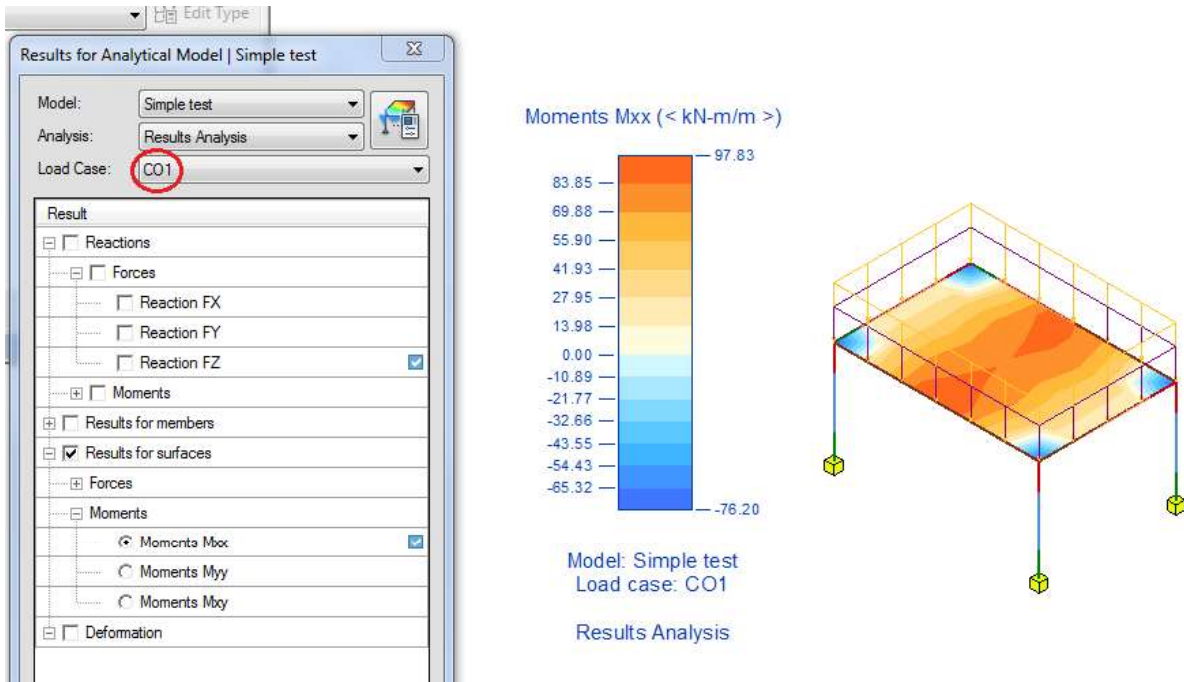 Edit Type
Results for Analytical Model | Simple test
Model: Simple test
Analysis: Results Analysis
Load Case: CO1
Result
Reactions
Forces
Reaction FX
Reaction FY
Reaction FZ
Moments
Results for members
Results for surfaces
Forces
Moments
Moments Mxx
Moments Myy
Moments Mxy
Deformation
Moments Mxx (< kN-m/m >)
97.83
83.85
69.88
55.90
41.93
27.95
13.98
0.00
-10.89
-21.77
-32.66
-43.55
-54.43
-65.32
-76.20
Model: Simple test
Load case: CO1
Results Analysis